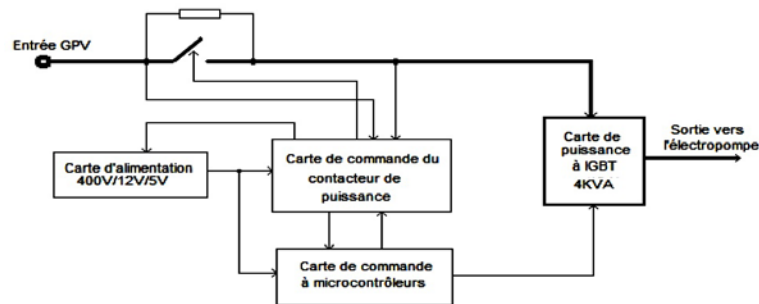 Entrée GPV
Carte d'alimentation
400V/12V/5V
Carte de commande du
contacteur de
puissance
Carte de
puissance
à IGBT
4KVA
Sortie vers
l'électropompe
Carte de commande
à microcontrôleurs